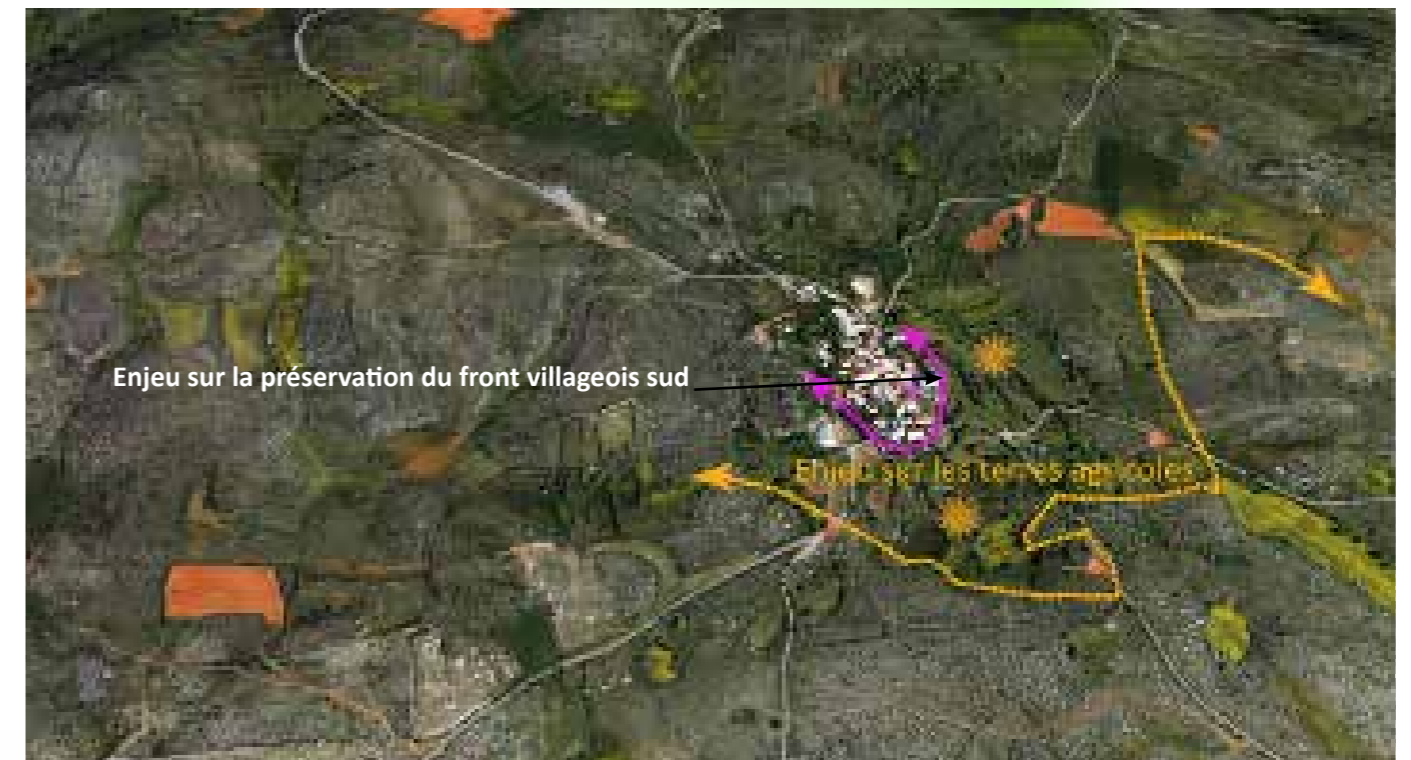 Enjeu sur la préservation du front villageois sud
Enjeu sur les terres agricoles